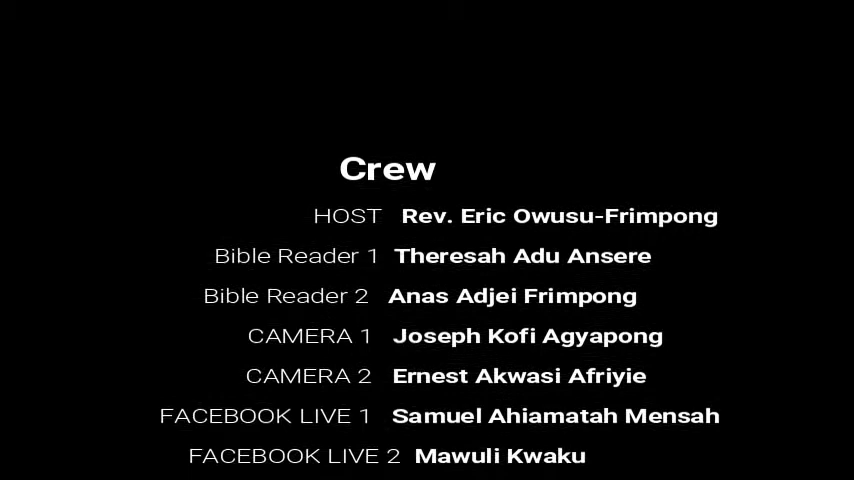 Crew
HOST Rev. Eric Owusu-Frimpong
Bible Reader 1 Theresah Adu Ansere
Bible Reader 2 Anas Adjei Frimpong
CAMERA 1 Joseph Kofi Agyapong
CAMERA 2 Ernest Akwasi Afriyie
FACEBOOK LIVE 1 Samuel Ahiamatah Mensah
FACEBOOK LIVE 2 Mawuli Kwaku